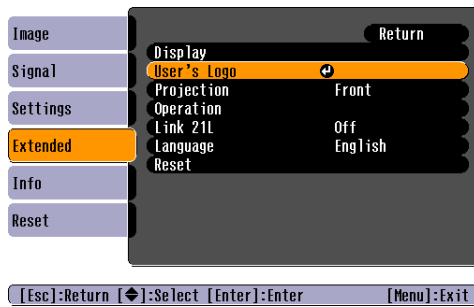 Image
Signal
Settings
Extended
Info
Reset
Return
Display
User's Logo
Projection Front
Operation
Link 21L Off
Language English
Reset
[Esc]:Return [◆]:Select [Enter]:Enter [Menu]:Exit